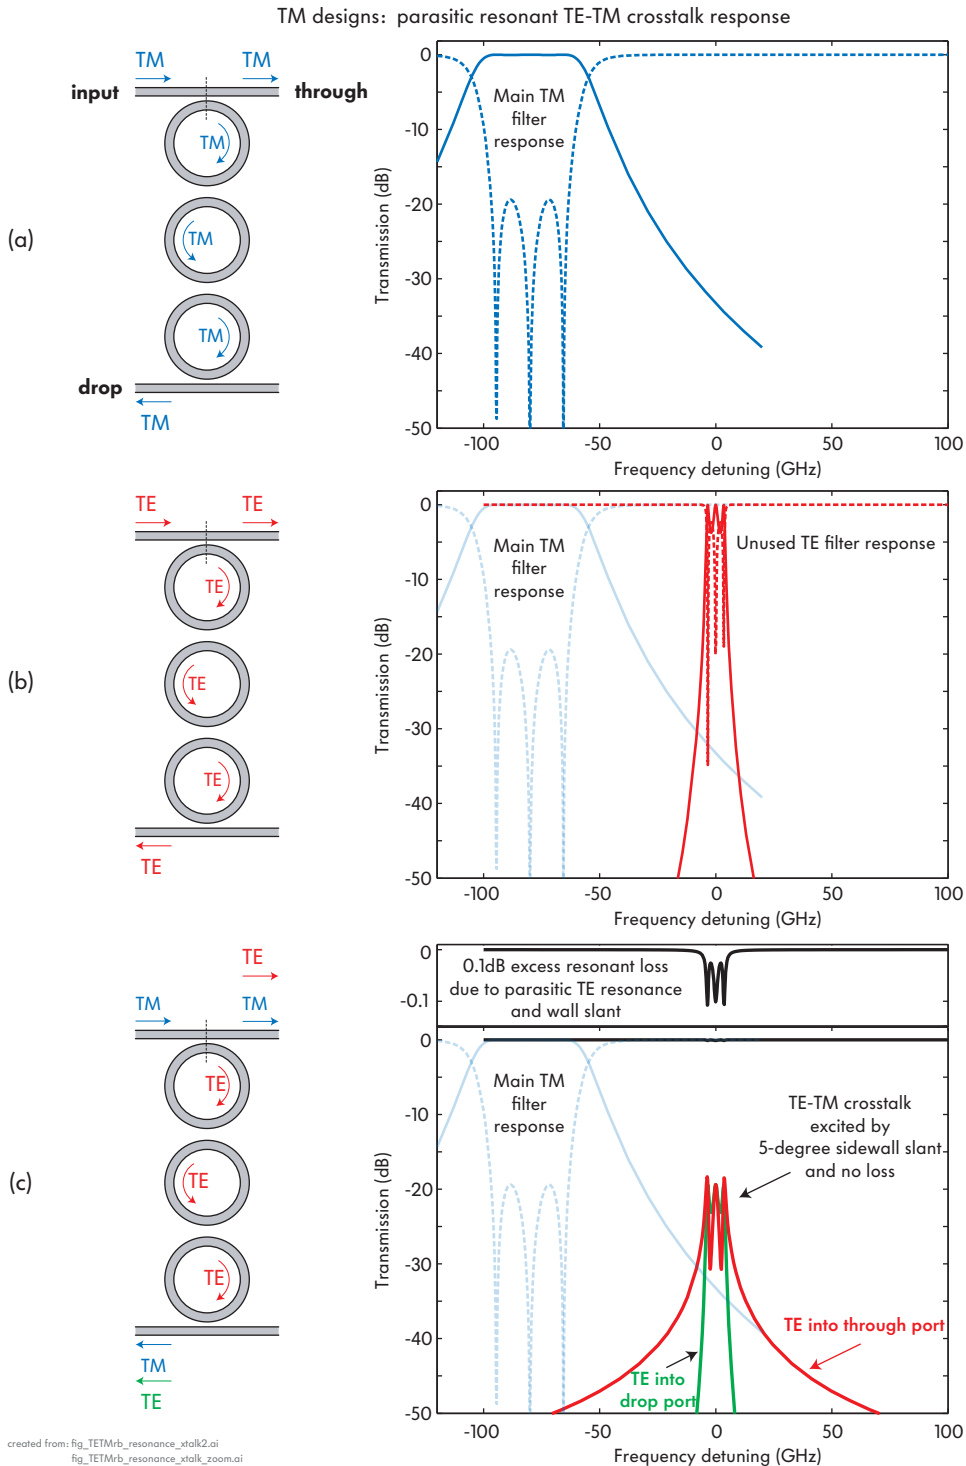 TM designs: parasitic resonant TE-TM crosstalk response
(a)
TM
TM
input
through
TM
TM
TM
drop
TM
Transmission (dB)
0
-10
-20
-30
-40
-50
Main TM
filter
response
-100
-50
0
50
100
Frequency detuning (GHz)
(b)
TE
TE
TE
TE
TE
TE
Transmission (dB)
0
-10
-20
-30
-40
-50
Main TM
filter
response
Unused TE filter response
-100
-50
0
50
100
Frequency detuning (GHz)
(c)
TE
TM
TM
TE
TE
TE
TM
TE
0
-0.1
0.1dB excess resonant loss
due to parasitic TE resonance
and wall slant
Transmission (dB)
0
-10
-20
-30
-40
-50
Main TM
filter
response
TE-TM crosstalk
excited by
5-degree sidewall slant
and no loss
TE into through port
TE into
drop port
-100
-50
0
50
100
Frequency detuning (GHz)
created from: fig_TETMrb_resonance_xtalk2.ai
fig_TETMrb_resonance_xtalk_zoom.ai